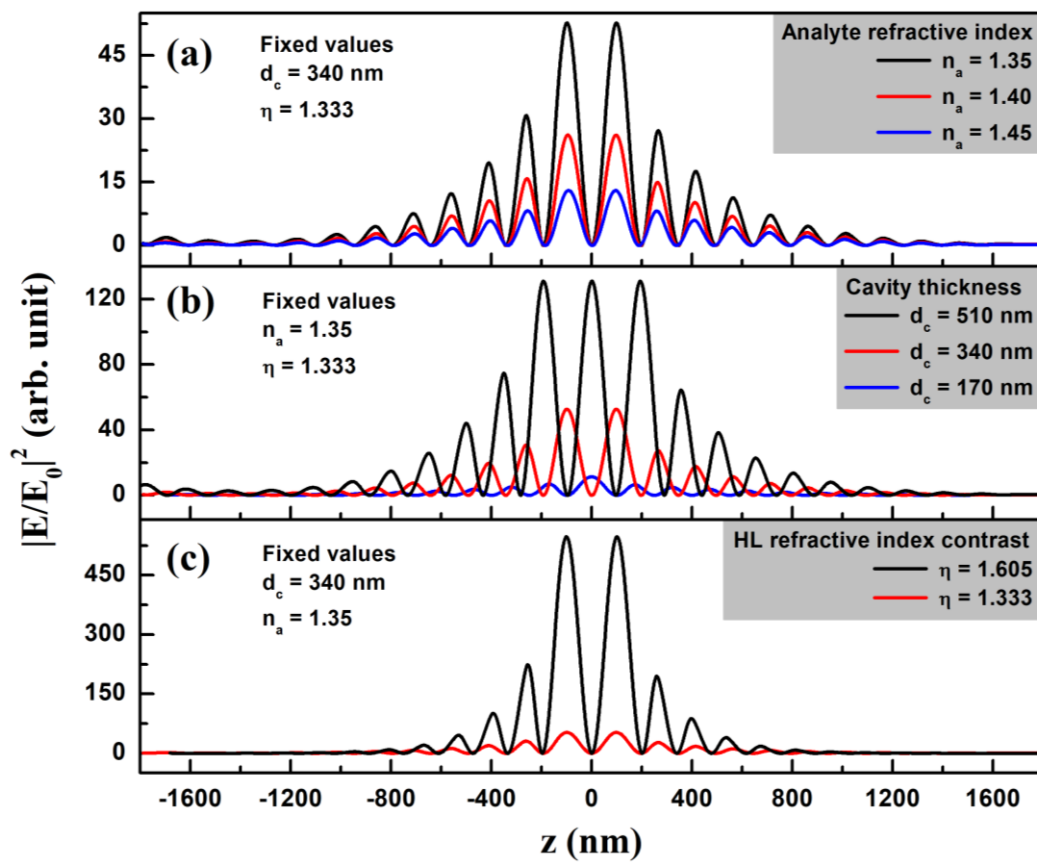 (a)
Fixed values
d_c = 340 nm
η = 1.333
Analyte refractive index
n_a = 1.35
n_a = 1.40
n_a = 1.45
45
30
15
0
(b)
Fixed values
n_a = 1.35
η = 1.333
Cavity thickness
d_c = 510 nm
d_c = 340 nm
d_c = 170 nm
120
80
40
0
|E/E_0|^2 (arb. unit)
(c)
Fixed values
d_c = 340 nm
n_a = 1.35
HL refractive index contrast
η = 1.605
η = 1.333
450
300
150
0
-1600 -1200 -800 -400 0 400 800 1200 1600
z (nm)